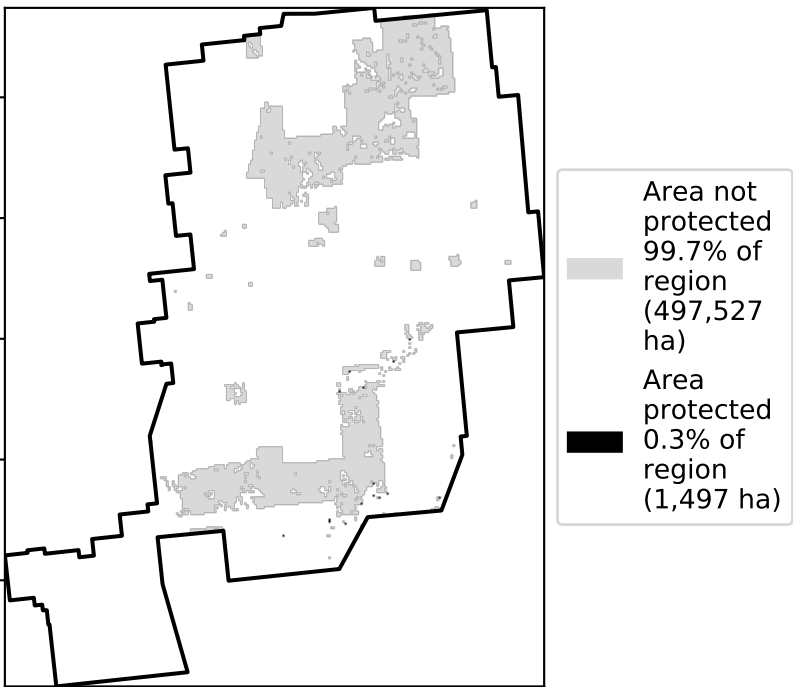 Area not
protected
99.7% of
region
(497,527
ha)
Area
protected
0.3% of
region
(1,497 ha)